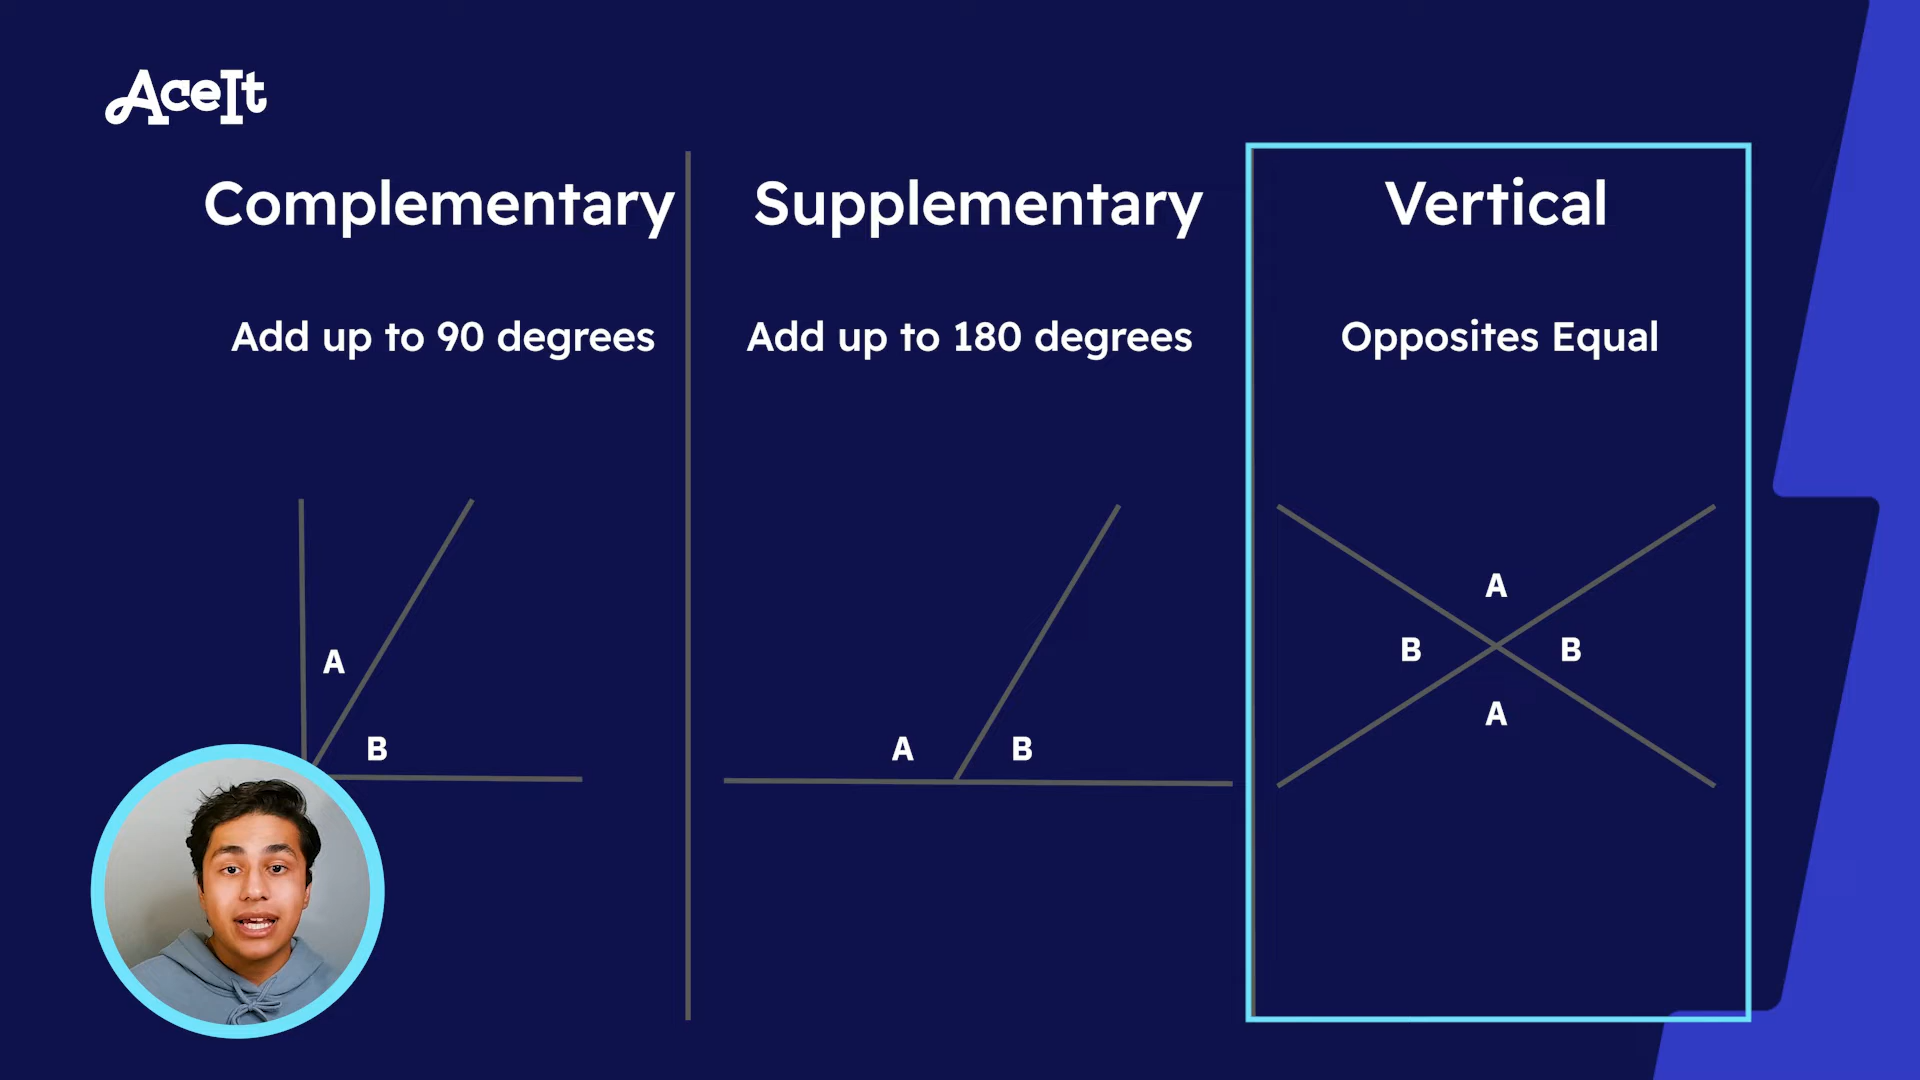 AceIt
Complementary
Supplementary
Vertical
Add up to 90 degrees
Add up to 180 degrees
Opposites Equal
A
B
A
B
A
B
B
A